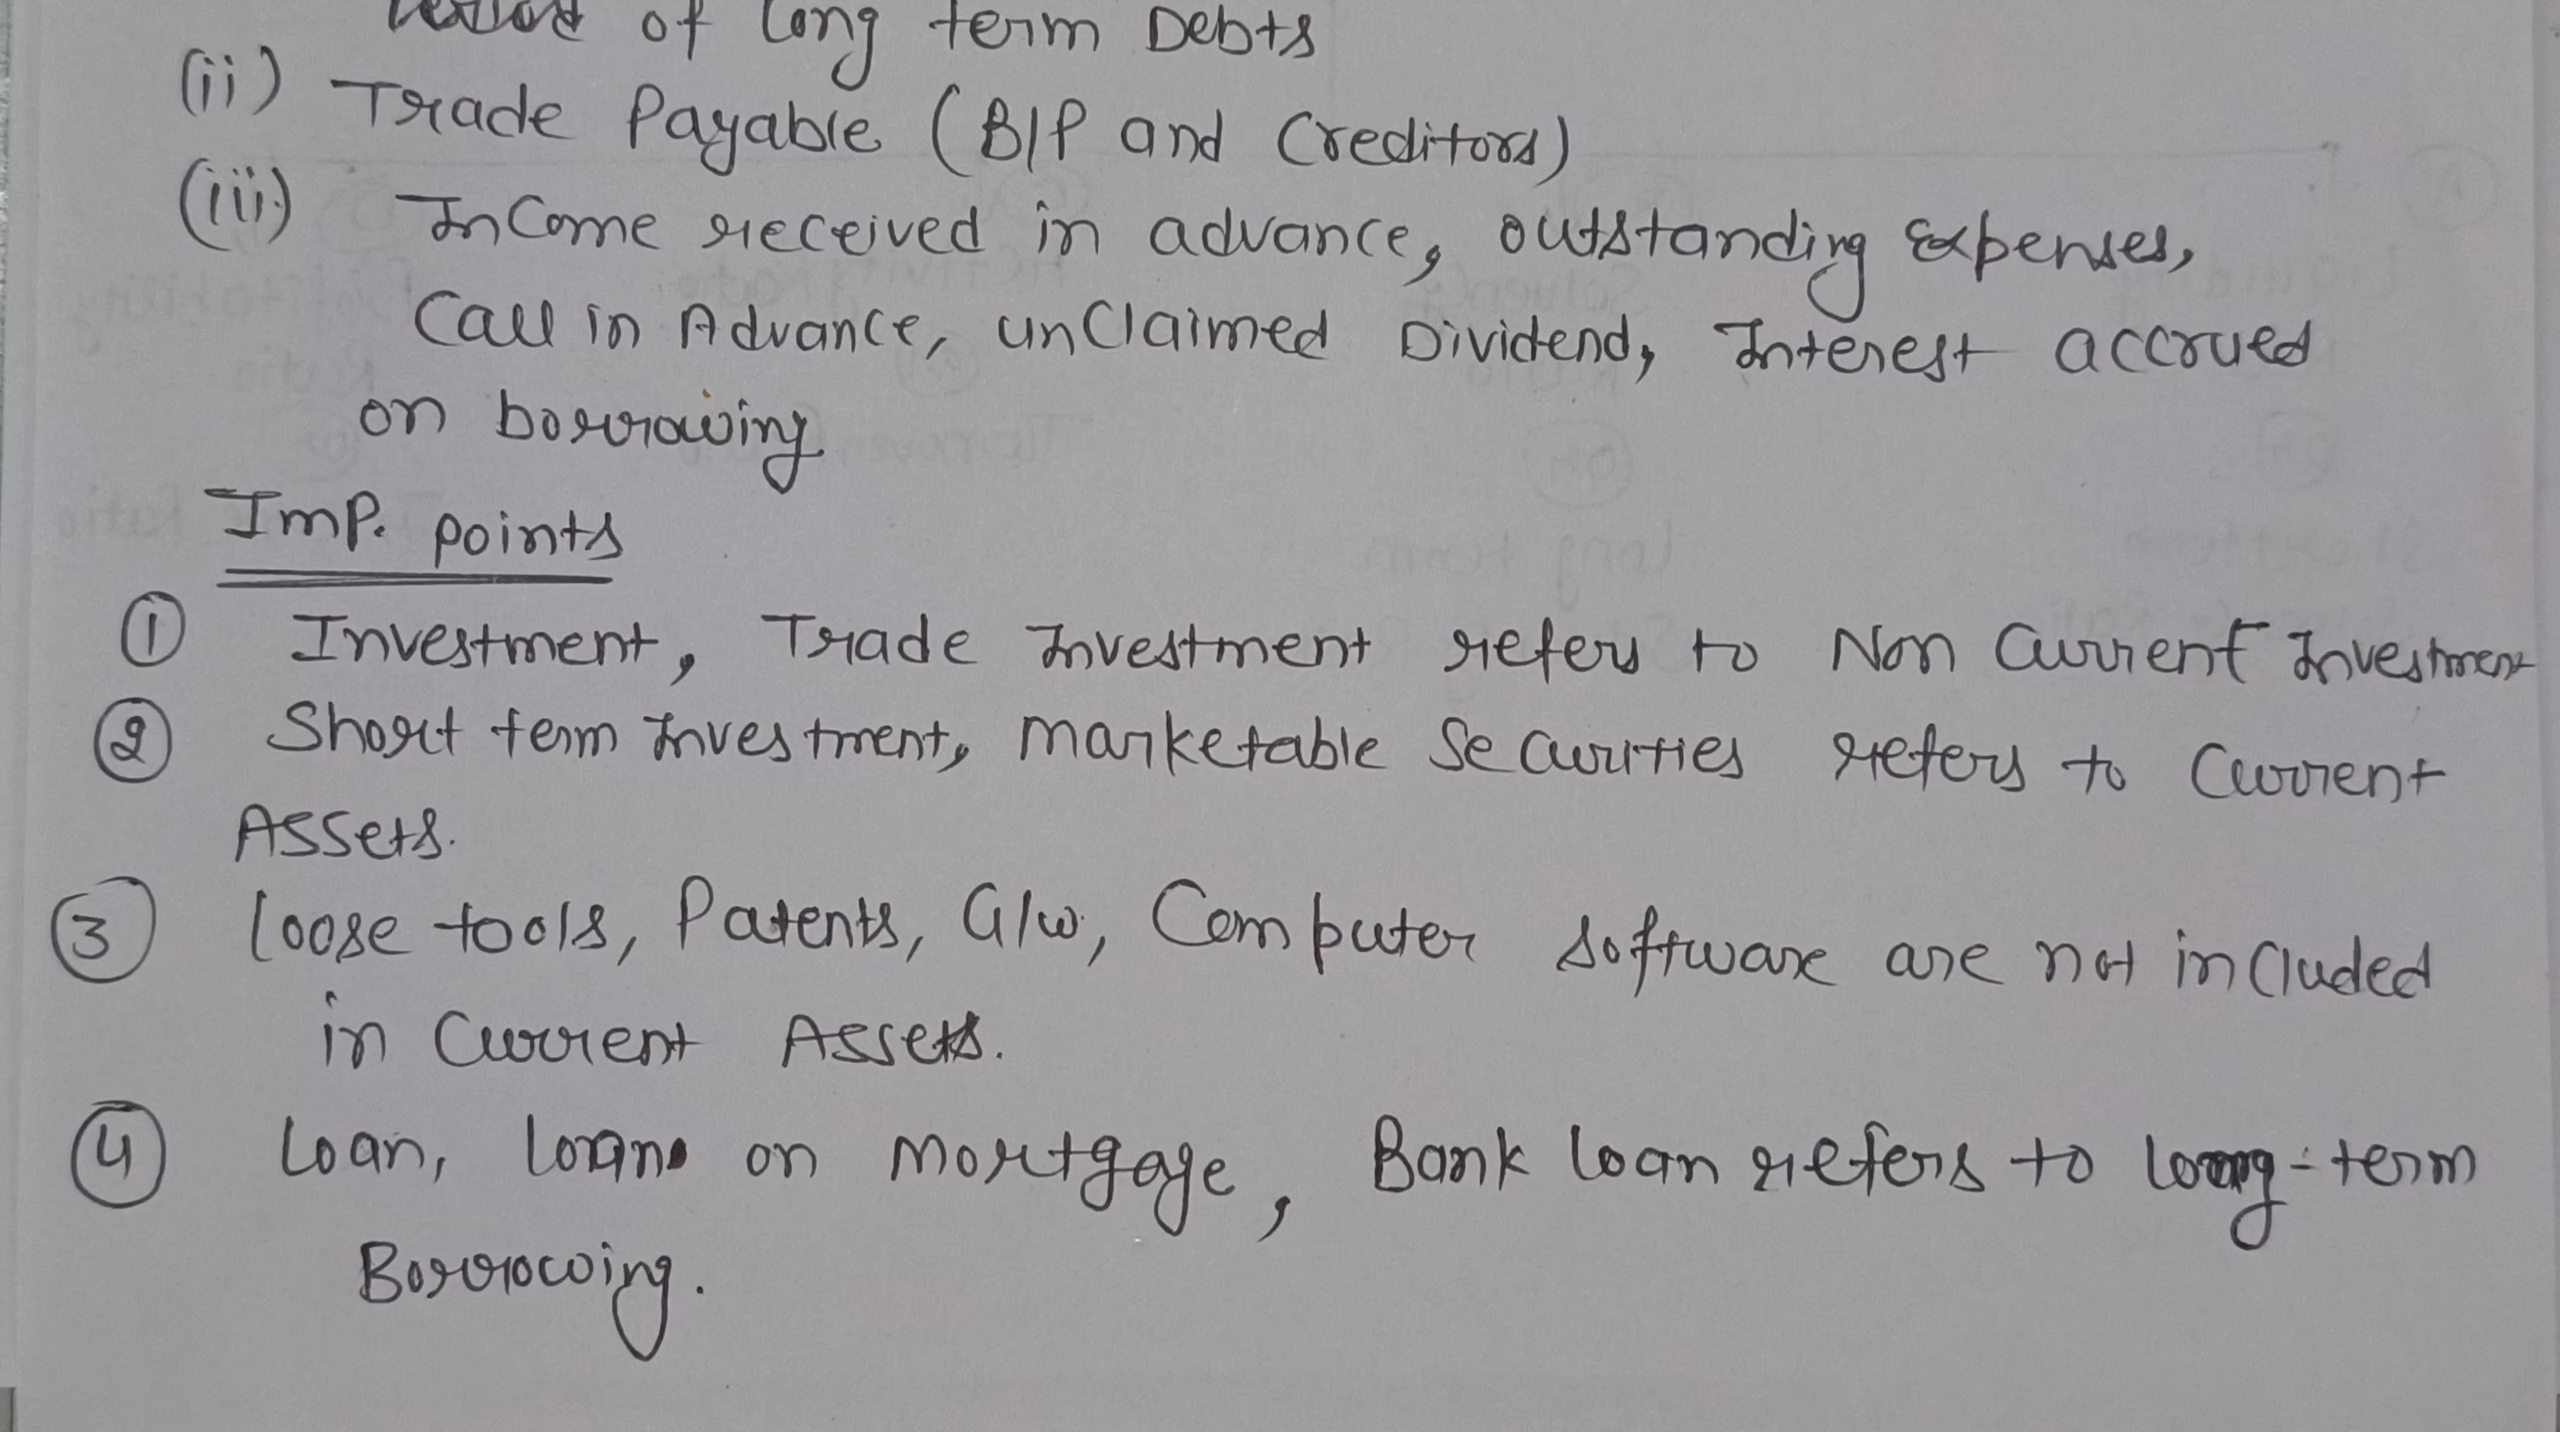 of long term Debts
(ii) Trade Payable (B/P and Creditors)
(iii) Income received in advance, outstanding Expenses,
Call in Advance, unclaimed Dividend, Interest accrued
on borrowing
Imp. points
① Investment, Trade Investment refers to Non Current Investment
② Short term Investment, marketable Securities refers to Current
Assets.
③ Loose tools, Patents, G/w, Computer software are not included
in Current Assets.
④ Loan, loans on mortgage, Bank loan refers to long-term
Borrowing.